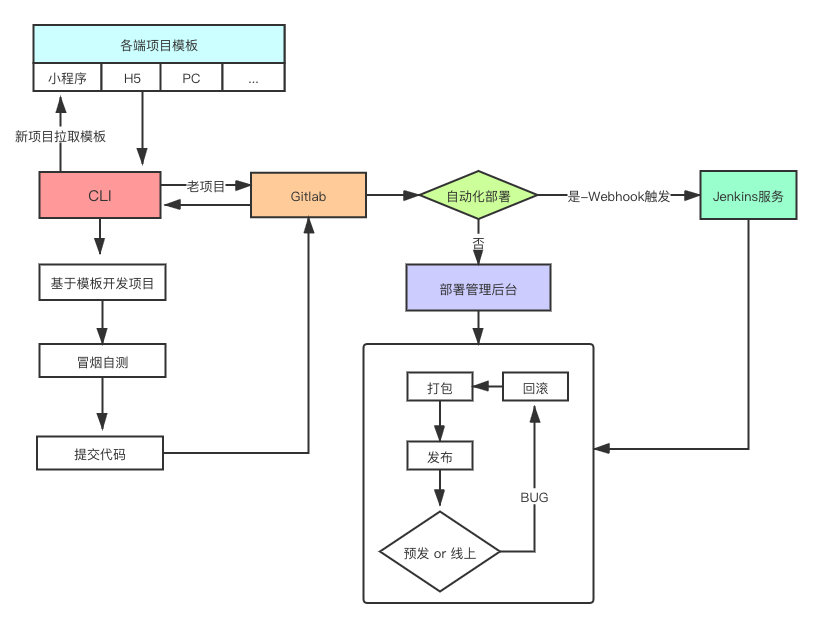 各端项目模板
小程序
H5
PC
...
新项目拉取模板
CLI
老项目
Gitlab
自动化部署
是-Webhook触发
Jenkins服务
否
基于模板开发项目
部署管理后台
冒烟自测
打包
回滚
提交代码
发布
BUG
预发 or 线上